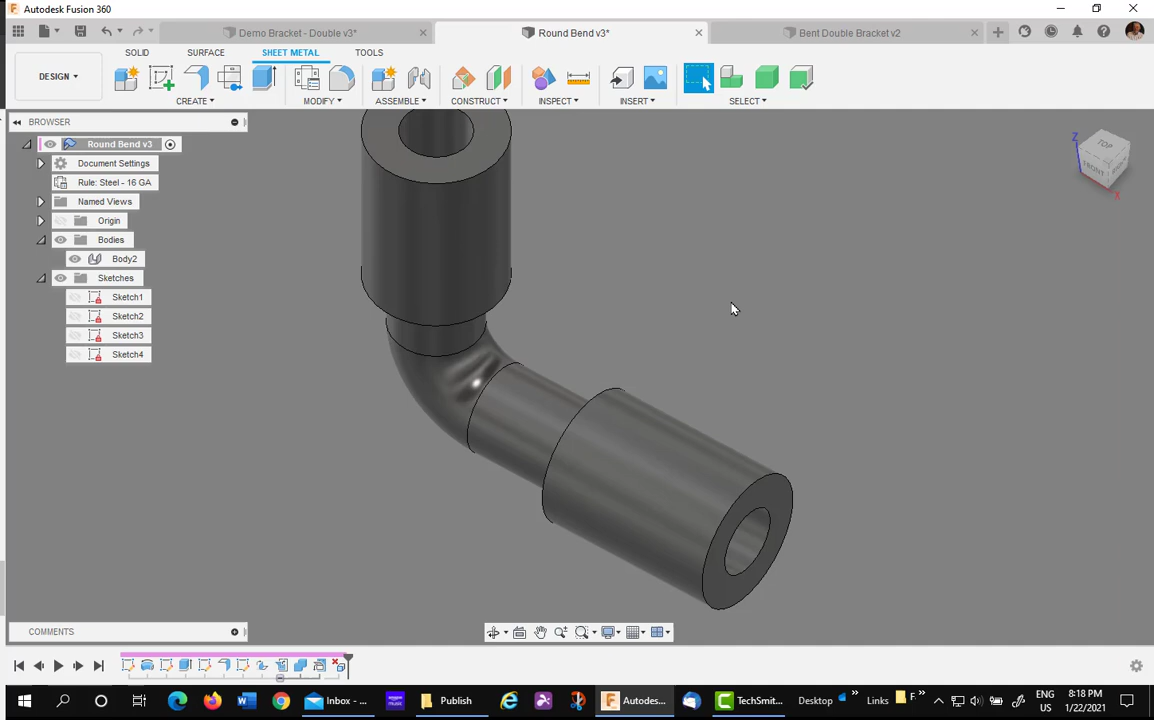 Autodesk Fusion 360
Demo Bracket - Double v3*
Round Bend v3*
Bent Double Bracket v2
SOLID
SURFACE
SHEET METAL
TOOLS
DESIGN
CREATE
MODIFY
ASSEMBLE
CONSTRUCT
INSPECT
INSERT
SELECT
BROWSER
Round Bend v3
Document Settings
Rule: Steel - 16 GA
Named Views
Origin
Bodies
Body2
Sketches
Sketch1
Sketch2
Sketch3
Sketch4
Z
TOP
FRONT
RIGHT
X
COMMENTS
Inbox - ...
Publish
Autodes...
TechSmit...
Desktop
Links
F...
ENG
US
8:18 PM
1/22/2021